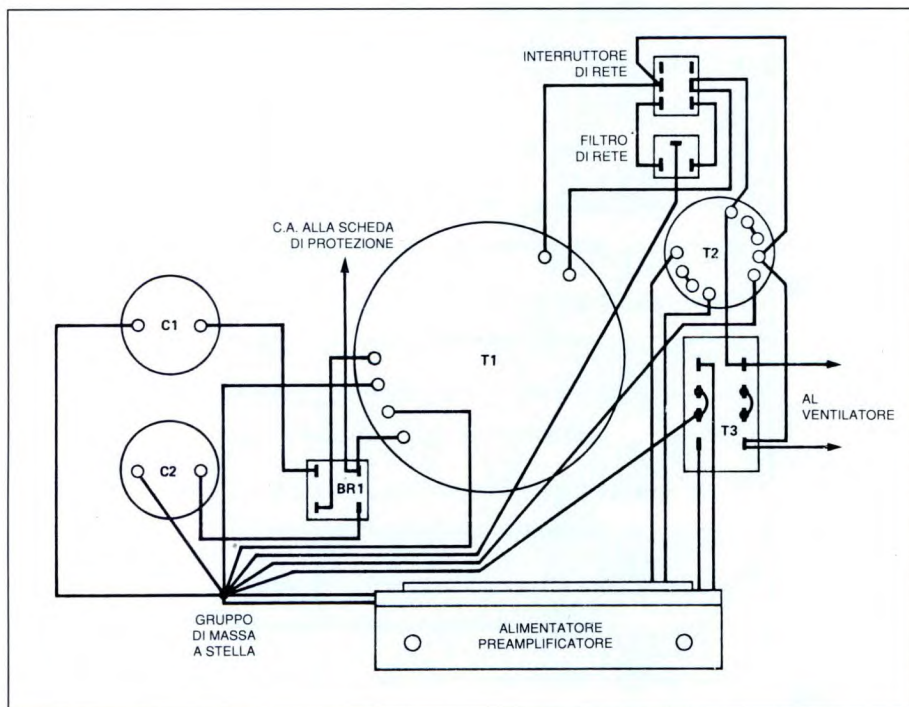 INTERRUTTORE
DI RETE
FILTRO
DI RETE
C.A. ALLA SCHEDA
DI PROTEZIONE
T2
C1
T1
AL
VENTILATORE
T3
C2
BR1
GRUPPO
DI MASSA
A STELLA
ALIMENTATORE
PREAMPLIFICATORE